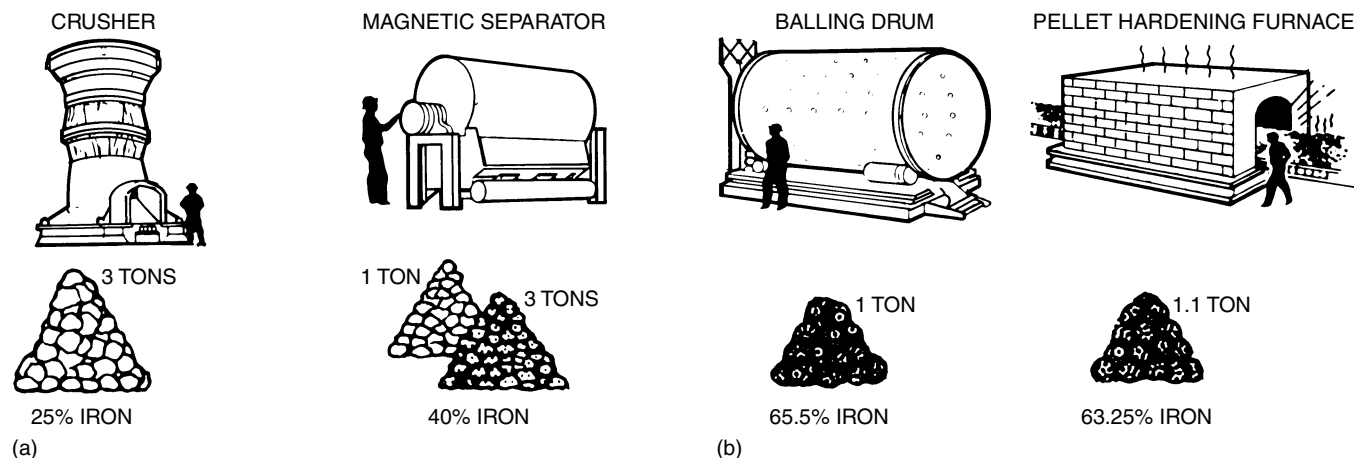 CRUSHER
MAGNETIC SEPARATOR
BALLING DRUM
PELLET HARDENING FURNACE
3 TONS
1 TON
3 TONS
1 TON
1.1 TON
25% IRON
40% IRON
65.5% IRON
63.25% IRON
(a)
(b)